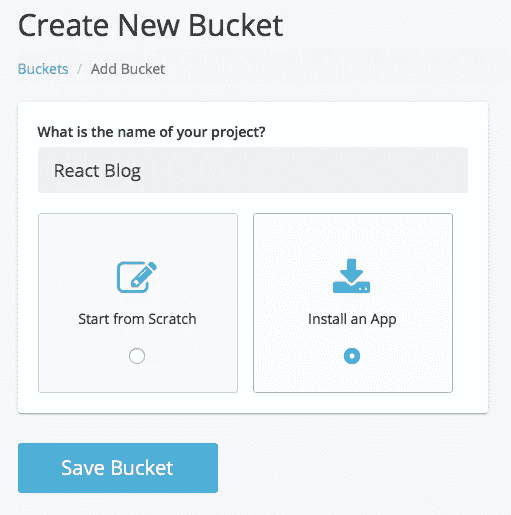 Create New Bucket
Buckets / Add Bucket
What is the name of your project?
React Blog
Start from Scratch
Install an App
Save Bucket